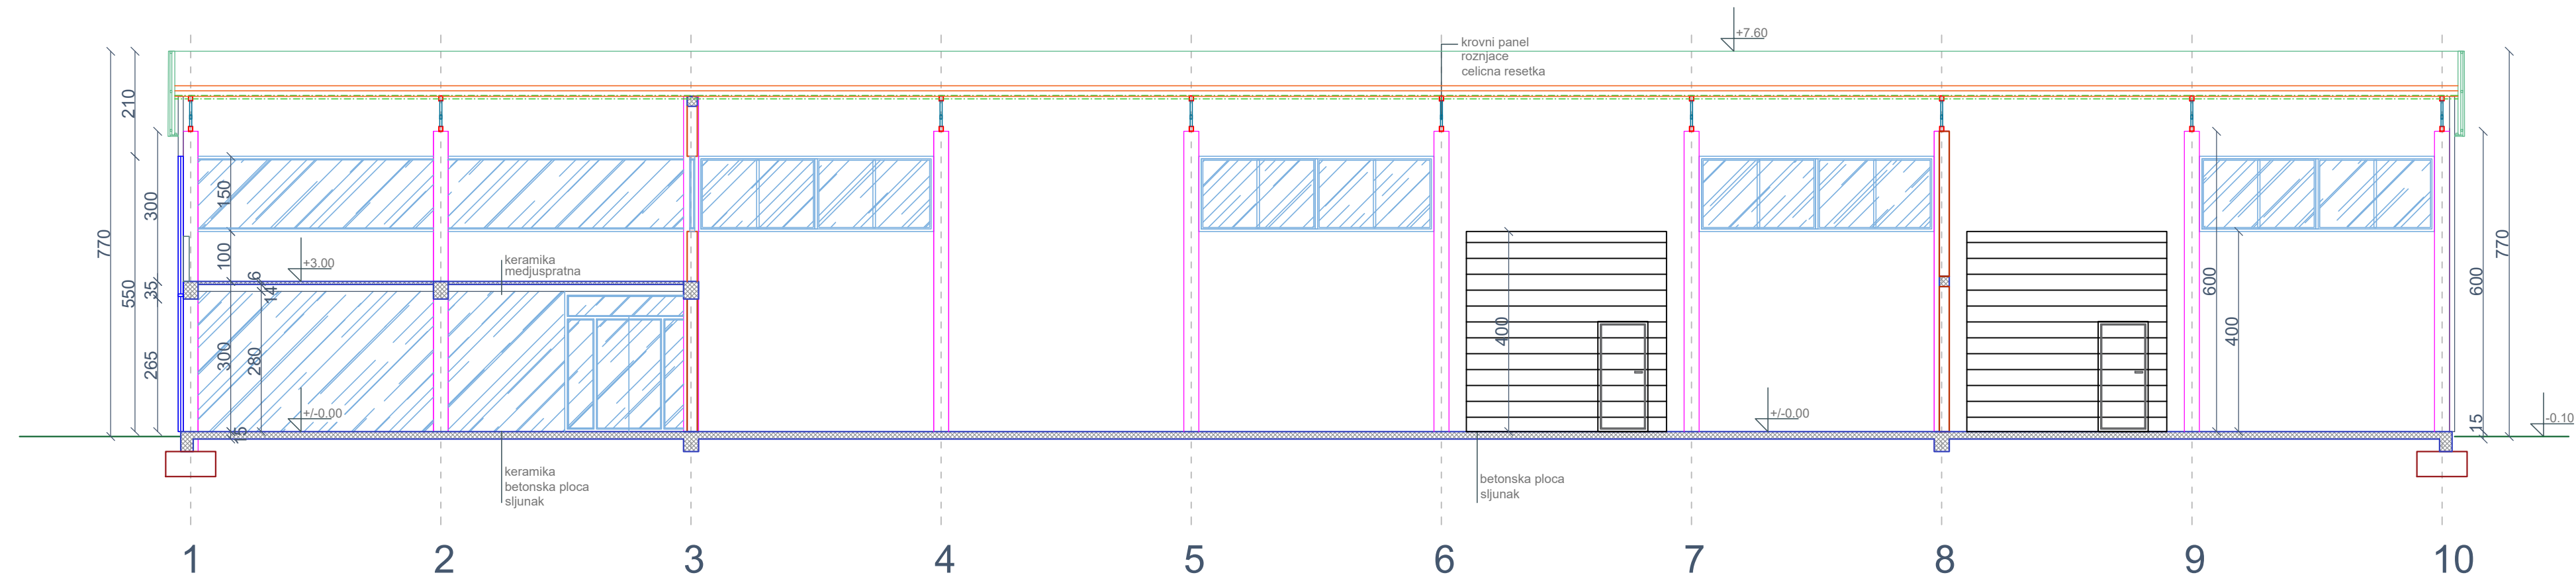 +7.60
krovni panel
roznjace
celicna resetka
210
300
150
770
770
100
+3.00
keramika
medjuspratna
6
14
550
35
600
600
400
400
265
300
280
+/-0.00
+/-0.00
15
15
-0.10
keramika
betonska ploca
sljunak
betonska ploca
sljunak
1 2 3 4 5 6 7 8 9 10